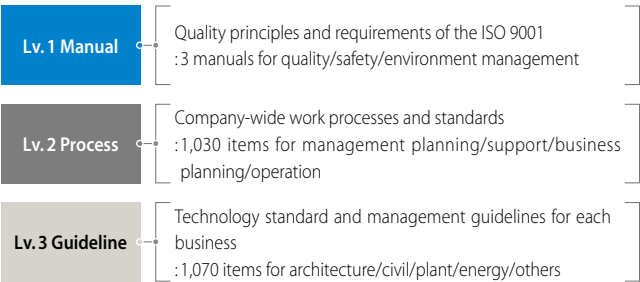 Lv. 1 Manual
Quality principles and requirements of the ISO 9001
: 3 manuals for quality/safety/environment management
Lv. 2 Process
Company-wide work processes and standards
: 1,030 items for management planning/support/business
planning/operation
Lv. 3 Guideline
Technology standard and management guidelines for each
business
: 1,070 items for architecture/civil/plant/energy/others